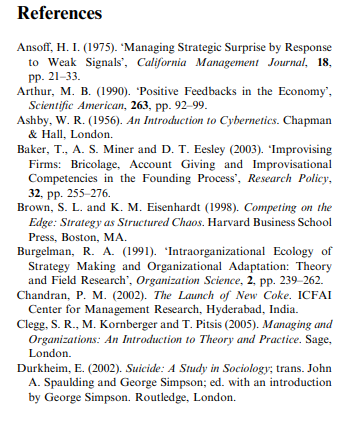 References
Ansoff, H. I. (1975). ‘Managing Strategic Surprise by Response
to Weak Signals’, California Management Journal, 18,
pp. 21–33.
Arthur, M. B. (1990). ‘Positive Feedbacks in the Economy’,
Scientific American, 263, pp. 92–99.
Ashby, W. R. (1956). An Introduction to Cybernetics. Chapman
& Hall, London.
Baker, T., A. S. Miner and D. T. Eesley (2003). ‘Improvising
Firms: Bricolage, Account Giving and Improvisational
Competencies in the Founding Process’, Research Policy,
32, pp. 255–276.
Brown, S. L. and K. M. Eisenhardt (1998). Competing on the
Edge: Strategy as Structured Chaos. Harvard Business School
Press, Boston, MA.
Burgelman, R. A. (1991). ‘Intraorganizational Ecology of
Strategy Making and Organizational Adaptation: Theory
and Field Research’, Organization Science, 2, pp. 239–262.
Chandran, P. M. (2002). The Launch of New Coke. ICFAI
Center for Management Research, Hyderabad, India.
Clegg, S. R., M. Kornberger and T. Pitsis (2005). Managing and
Organizations: An Introduction to Theory and Practice. Sage,
London.
Durkheim, E. (2002). Suicide: A Study in Sociology; trans. John
A. Spaulding and George Simpson; ed. with an introduction
by George Simpson. Routledge, London.